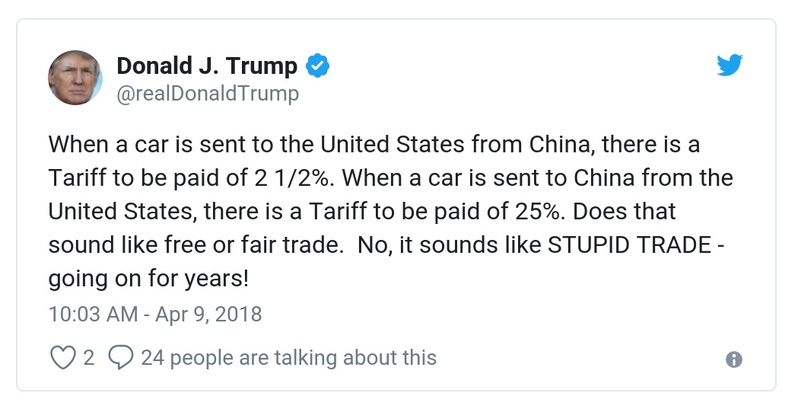 Donald J. Trump
@realDonaldTrump
When a car is sent to the United States from China, there is a
Tariff to be paid of 2 1/2%. When a car is sent to China from the
United States, there is a Tariff to be paid of 25%. Does that
sound like free or fair trade.  No, it sounds like STUPID TRADE -
going on for years!
10:03 AM - Apr 9, 2018
2 24 people are talking about this